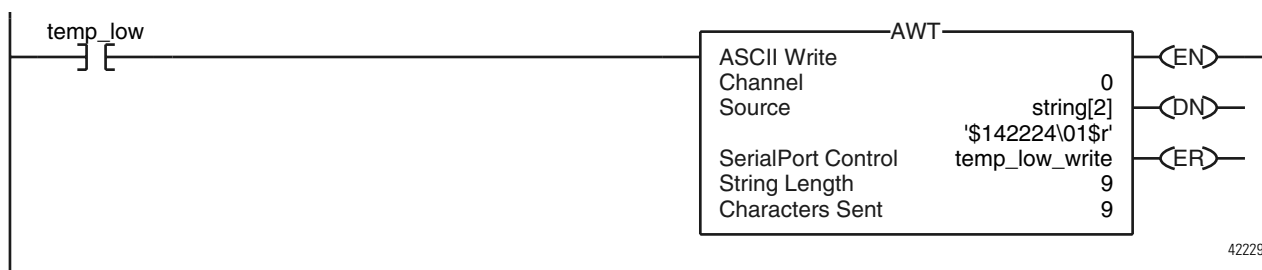 temp_low
AWT
ASCII Write
EN
Channel 0
Source string[2]
DN
'$142224\01$r'
SerialPort Control temp_low_write
ER
String Length 9
Characters Sent 9
42229